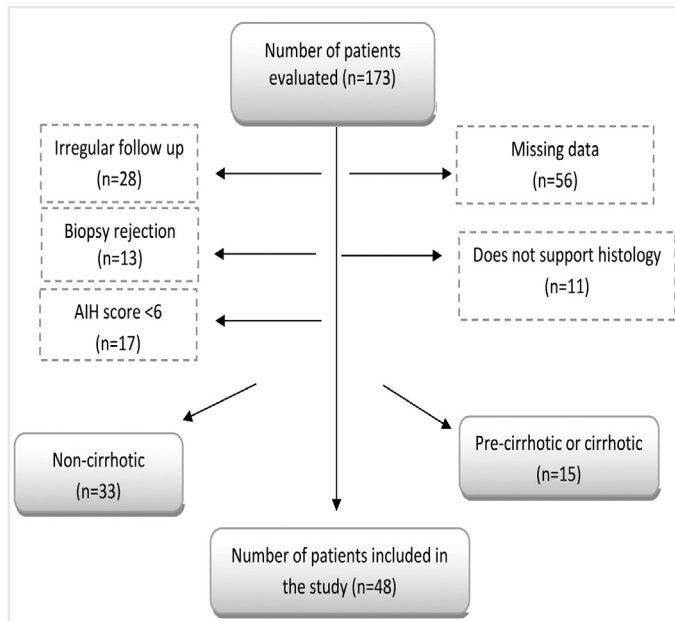 Number of patients
evaluated (n=173)
Irregular follow up
(n=28)
Missing data
(n=56)
Biopsy rejection
(n=13)
Does not support histology
(n=11)
AIH score <6
(n=17)
Non-cirrhotic
(n=33)
Pre-cirrhotic or cirrhotic
(n=15)
Number of patients included in
the study (n=48)